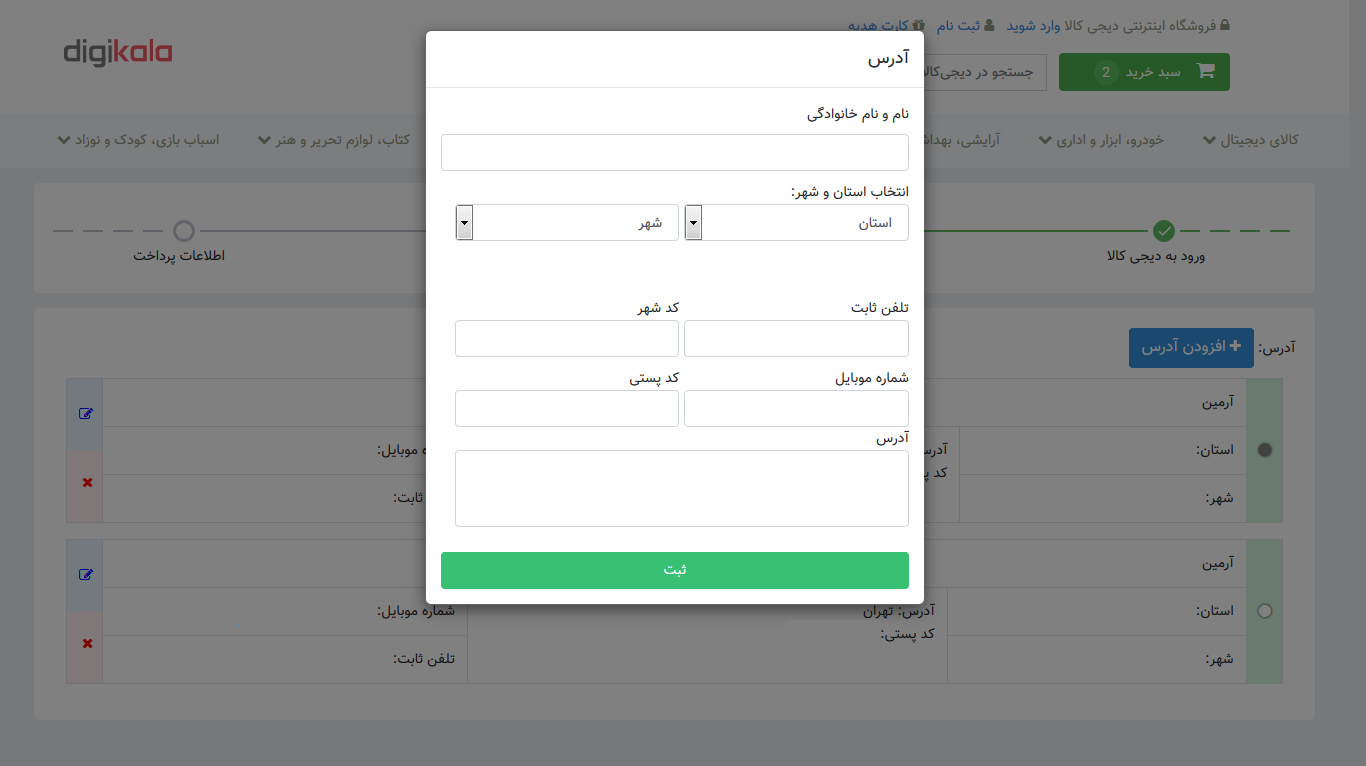 فروشگاه اینترنتی دیجی کالا وارد شوید ثبت نام کارت هدیه
digikala
سبد خرید 2
جستجو در دیجی‌کالا
کالای دیجیتال
خودرو، ابزار و اداری
آرایشی،
کتاب، لوازم تحریر و هنر
اسباب بازی، کودک و نوزاد
ورود به دیجی کالا
اطلاعات پرداخت
آدرس
نام و نام خانوادگی
انتخاب استان و شهر:
استان
شهر
تلفن ثابت
کد شهر
شماره موبایل
کد پستی
آدرس
ثبت
آدرس:
افزودن آدرس
آرمین
استان:
شهر:
کد
موبایل:
ثابت:
آرمین
استان:
شهر:
آدرس: تهران
کد پستی:
شماره موبایل:
تلفن ثابت: